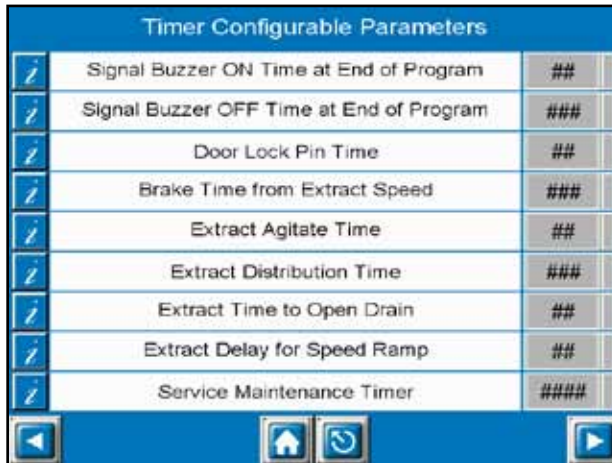 Timer Configurable Parameters
i Signal Buzzer ON Time at End of Program ##
i Signal Buzzer OFF Time at End of Program ###
i Door Lock Pin Time ##
i Brake Time from Extract Speed ###
i Extract Agitate Time ##
i Extract Distribution Time ###
i Extract Time to Open Drain ##
i Extract Delay for Speed Ramp ##
i Service Maintenance Timer ####